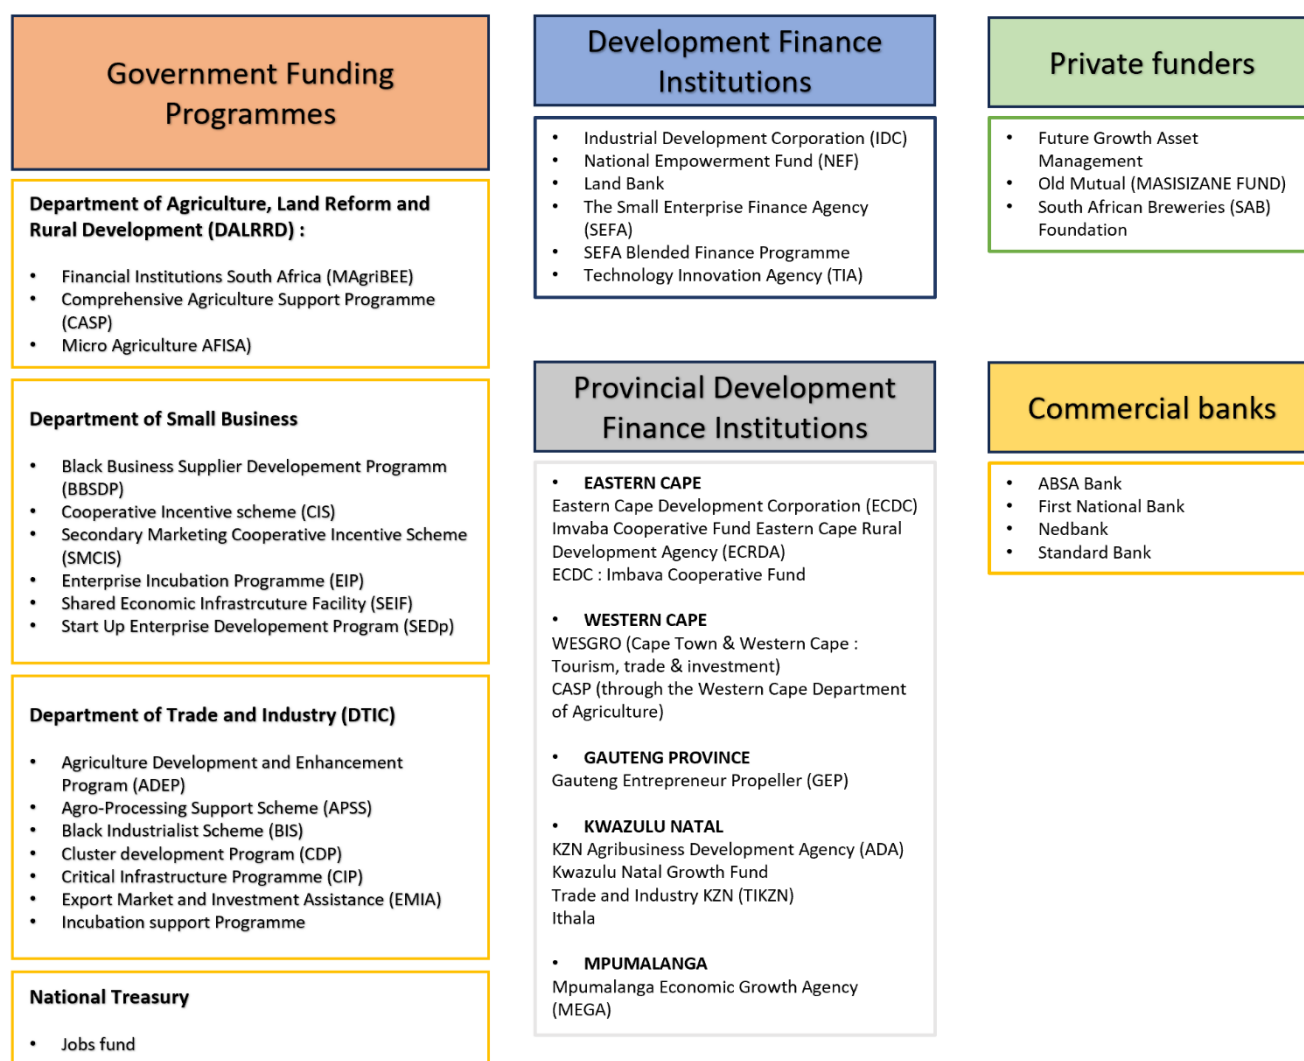 Government Funding
Programmes
Department of Agriculture, Land Reform and
Rural Development (DALRRD) :
• Financial Institutions South Africa (MAgriBEE)
• Comprehensive Agriculture Support Programme
(CASP)
• Micro Agriculture AFISA)
Department of Small Business
• Black Business Supplier Developement Programm
(BBSDP)
• Cooperative Incentive scheme (CIS)
• Secondary Marketing Cooperative Incentive Scheme
(SMCIS)
• Enterprise Incubation Programme (EIP)
• Shared Economic Infrastrcuture Facility (SEIF)
• Start Up Enterprise Developement Program (SEDp)
Department of Trade and Industry (DTIC)
• Agriculture Development and Enhancement
Program (ADEP)
• Agro-Processing Support Scheme (APSS)
• Black Industrialist Scheme (BIS)
• Cluster development Program (CDP)
• Critical Infrastructure Programme (CIP)
• Export Market and Investment Assistance (EMIA)
• Incubation support Programme
National Treasury
• Jobs fund
Development Finance
Institutions
• Industrial Development Corporation (IDC)
• National Empowerment Fund (NEF)
• Land Bank
• The Small Enterprise Finance Agency
(SEFA)
• SEFA Blended Finance Programme
• Technology Innovation Agency (TIA)
Provincial Development
Finance Institutions
• EASTERN CAPE
Eastern Cape Development Corporation (ECDC)
Imvaba Cooperative Fund Eastern Cape Rural
Development Agency (ECRDA)
ECDC : Imbava Cooperative Fund
• WESTERN CAPE
WESGRO (Cape Town & Western Cape :
Tourism, trade & investment)
CASP (through the Western Cape Department
of Agriculture)
• GAUTENG PROVINCE
Gauteng Entrepreneur Propeller (GEP)
• KWAZULU NATAL
KZN Agribusiness Development Agency (ADA)
Kwazulu Natal Growth Fund
Trade and Industry KZN (TIKZN)
Ithala
• MPUMALANGA
Mpumalanga Economic Growth Agency
(MEGA)
Private funders
• Future Growth Asset
Management
• Old Mutual (MASISIZANE FUND)
• South African Breweries (SAB)
Foundation
Commercial banks
• ABSA Bank
• First National Bank
• Nedbank
• Standard Bank